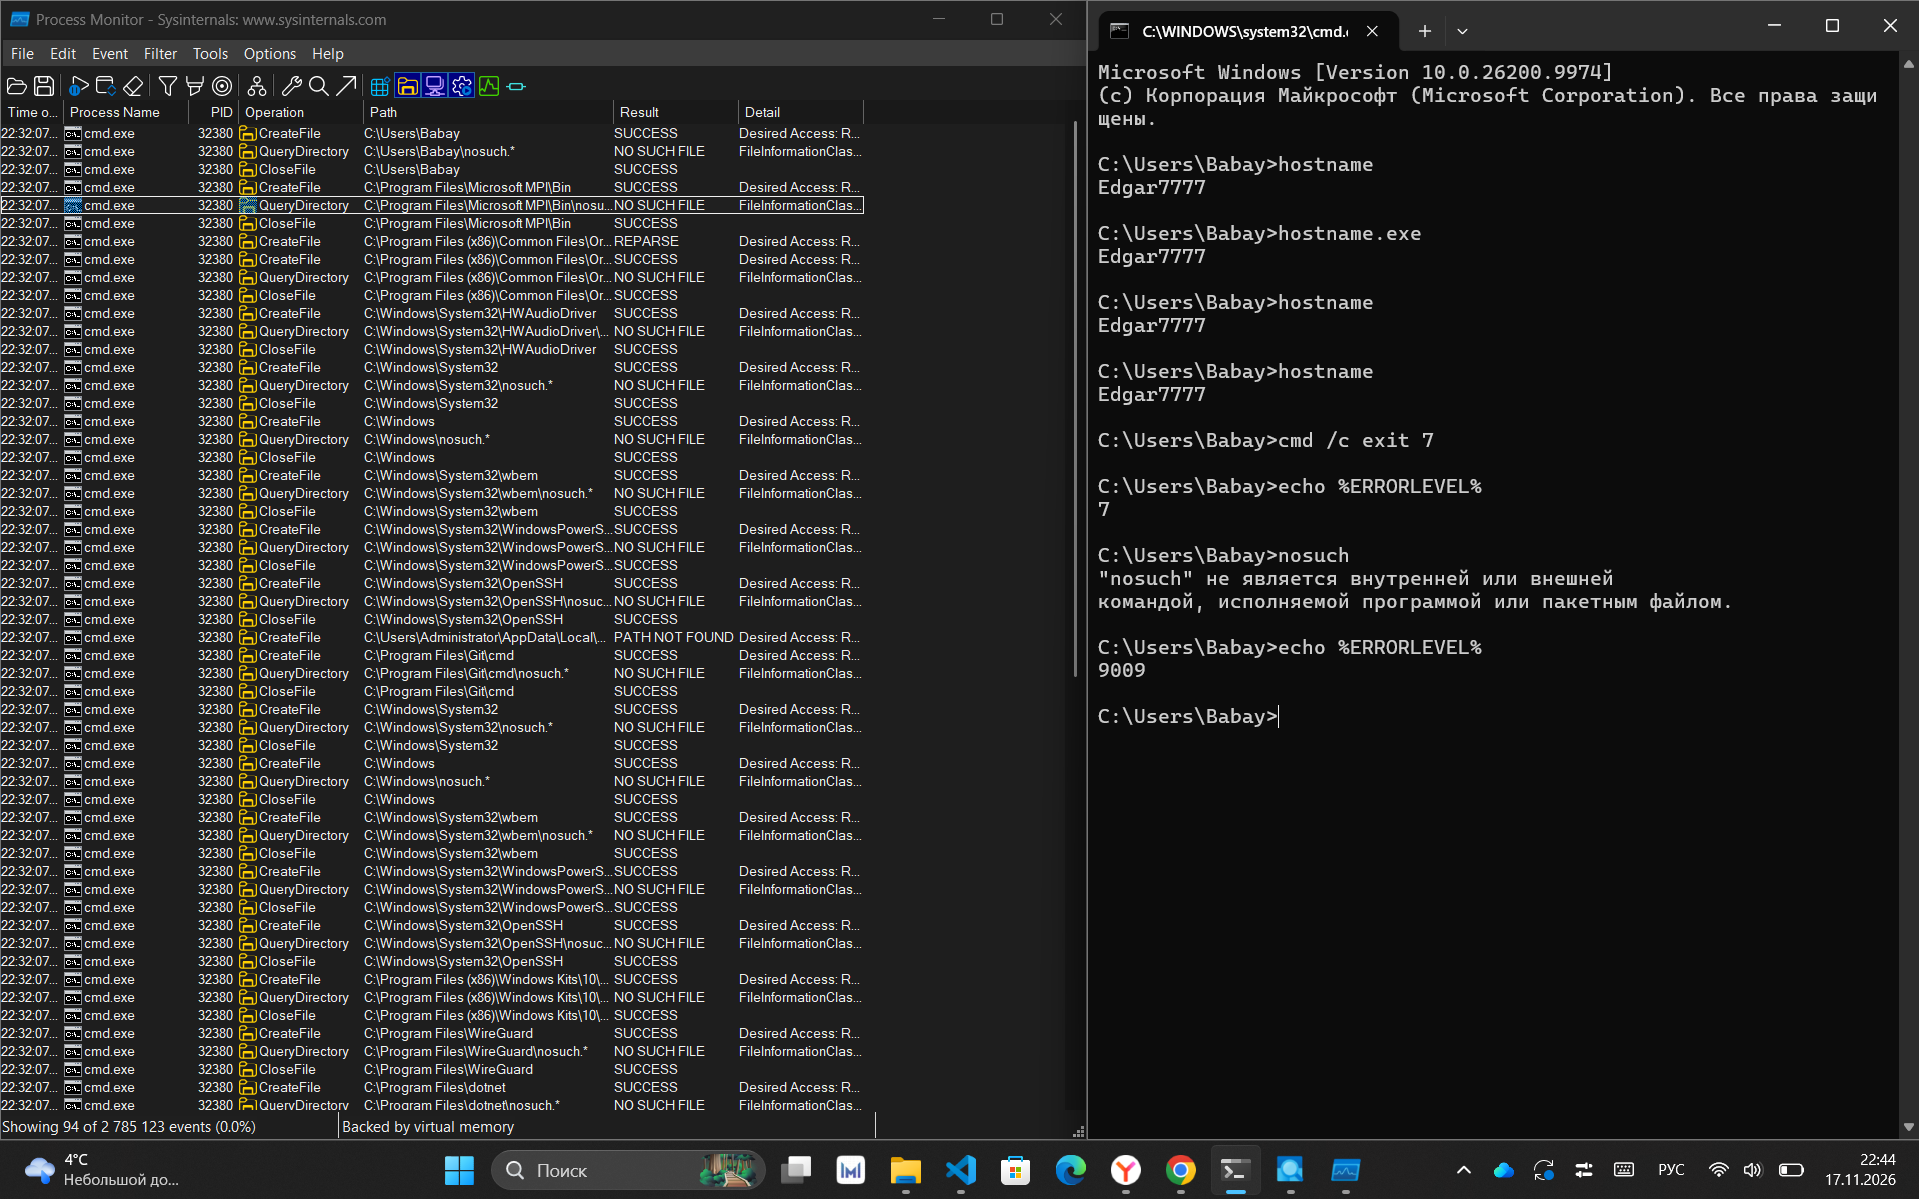 Process Monitor - Sysinternals: www.sysinternals.com
File Edit Event Filter Tools Options Help
Time o... Process Name PID Operation Path Result Detail
22:32:07... cmd.exe 32380 CreateFile C:\Users\Babay SUCCESS Desired Access: R...
22:32:07... cmd.exe 32380 QueryDirectory C:\Users\Babay\nosuch.* NO SUCH FILE FileInformationClas...
22:32:07... cmd.exe 32380 CloseFile C:\Users\Babay SUCCESS
22:32:07... cmd.exe 32380 CreateFile C:\Program Files\Microsoft MPI\Bin SUCCESS Desired Access: R...
22:32:07... cmd.exe 32380 QueryDirectory C:\Program Files\Microsoft MPI\Bin\nosu... NO SUCH FILE FileInformationClas...
22:32:07... cmd.exe 32380 CloseFile C:\Program Files\Microsoft MPI\Bin SUCCESS
22:32:07... cmd.exe 32380 CreateFile C:\Program Files (x86)\Common Files\Or... REPARSE Desired Access: R...
22:32:07... cmd.exe 32380 CreateFile C:\Program Files (x86)\Common Files\Or... SUCCESS Desired Access: R...
22:32:07... cmd.exe 32380 QueryDirectory C:\Program Files (x86)\Common Files\Or... NO SUCH FILE FileInformationClas...
22:32:07... cmd.exe 32380 CloseFile C:\Program Files (x86)\Common Files\Or... SUCCESS
22:32:07... cmd.exe 32380 CreateFile C:\Windows\System32\HWAudioDriver SUCCESS Desired Access: R...
22:32:07... cmd.exe 32380 QueryDirectory C:\Windows\System32\HWAudioDriver\... NO SUCH FILE FileInformationClas...
22:32:07... cmd.exe 32380 CloseFile C:\Windows\System32\HWAudioDriver SUCCESS
22:32:07... cmd.exe 32380 CreateFile C:\Windows\System32 SUCCESS Desired Access: R...
22:32:07... cmd.exe 32380 QueryDirectory C:\Windows\System32\nosuch.* NO SUCH FILE FileInformationClas...
22:32:07... cmd.exe 32380 CloseFile C:\Windows\System32 SUCCESS
22:32:07... cmd.exe 32380 CreateFile C:\Windows SUCCESS Desired Access: R...
22:32:07... cmd.exe 32380 QueryDirectory C:\Windows\nosuch.* NO SUCH FILE FileInformationClas...
22:32:07... cmd.exe 32380 CloseFile C:\Windows SUCCESS
22:32:07... cmd.exe 32380 CreateFile C:\Windows\System32\wbem SUCCESS Desired Access: R...
22:32:07... cmd.exe 32380 QueryDirectory C:\Windows\System32\wbem\nosuch.* NO SUCH FILE FileInformationClas...
22:32:07... cmd.exe 32380 CloseFile C:\Windows\System32\wbem SUCCESS
22:32:07... cmd.exe 32380 CreateFile C:\Windows\System32\WindowsPowerS... SUCCESS Desired Access: R...
22:32:07... cmd.exe 32380 QueryDirectory C:\Windows\System32\WindowsPowerS... NO SUCH FILE FileInformationClas...
22:32:07... cmd.exe 32380 CloseFile C:\Windows\System32\WindowsPowerS... SUCCESS
22:32:07... cmd.exe 32380 CreateFile C:\Windows\System32\OpenSSH SUCCESS Desired Access: R...
22:32:07... cmd.exe 32380 QueryDirectory C:\Windows\System32\OpenSSH\nosuc... NO SUCH FILE FileInformationClas...
22:32:07... cmd.exe 32380 CloseFile C:\Windows\System32\OpenSSH SUCCESS
22:32:07... cmd.exe 32380 CreateFile C:\Users\Administrator\AppData\Local\... PATH NOT FOUND Desired Access: R...
22:32:07... cmd.exe 32380 CreateFile C:\Program Files\Git\cmd SUCCESS Desired Access: R...
22:32:07... cmd.exe 32380 QueryDirectory C:\Program Files\Git\cmd\nosuch.* NO SUCH FILE FileInformationClas...
22:32:07... cmd.exe 32380 CloseFile C:\Program Files\Git\cmd SUCCESS
22:32:07... cmd.exe 32380 CreateFile C:\Windows\System32 SUCCESS Desired Access: R...
22:32:07... cmd.exe 32380 QueryDirectory C:\Windows\System32\nosuch.* NO SUCH FILE FileInformationClas...
22:32:07... cmd.exe 32380 CloseFile C:\Windows\System32 SUCCESS
22:32:07... cmd.exe 32380 CreateFile C:\Windows SUCCESS Desired Access: R...
22:32:07... cmd.exe 32380 QueryDirectory C:\Windows\nosuch.* NO SUCH FILE FileInformationClas...
22:32:07... cmd.exe 32380 CloseFile C:\Windows SUCCESS
22:32:07... cmd.exe 32380 CreateFile C:\Windows\System32\wbem SUCCESS Desired Access: R...
22:32:07... cmd.exe 32380 QueryDirectory C:\Windows\System32\wbem\nosuch.* NO SUCH FILE FileInformationClas...
22:32:07... cmd.exe 32380 CloseFile C:\Windows\System32\wbem SUCCESS
22:32:07... cmd.exe 32380 CreateFile C:\Windows\System32\WindowsPowerS... SUCCESS Desired Access: R...
22:32:07... cmd.exe 32380 QueryDirectory C:\Windows\System32\WindowsPowerS... NO SUCH FILE FileInformationClas...
22:32:07... cmd.exe 32380 CloseFile C:\Windows\System32\WindowsPowerS... SUCCESS
22:32:07... cmd.exe 32380 CreateFile C:\Windows\System32\OpenSSH SUCCESS Desired Access: R...
22:32:07... cmd.exe 32380 QueryDirectory C:\Windows\System32\OpenSSH\nosuc... NO SUCH FILE FileInformationClas...
22:32:07... cmd.exe 32380 CloseFile C:\Windows\System32\OpenSSH SUCCESS
22:32:07... cmd.exe 32380 CreateFile C:\Program Files (x86)\Windows Kits\10\... SUCCESS Desired Access: R...
22:32:07... cmd.exe 32380 QueryDirectory C:\Program Files (x86)\Windows Kits\10\... NO SUCH FILE FileInformationClas...
22:32:07... cmd.exe 32380 CloseFile C:\Program Files (x86)\Windows Kits\10\... SUCCESS
22:32:07... cmd.exe 32380 CreateFile C:\Program Files\WireGuard SUCCESS Desired Access: R...
22:32:07... cmd.exe 32380 QueryDirectory C:\Program Files\WireGuard\nosuch.* NO SUCH FILE FileInformationClas...
22:32:07... cmd.exe 32380 CloseFile C:\Program Files\WireGuard SUCCESS
22:32:07... cmd.exe 32380 CreateFile C:\Program Files\dotnet SUCCESS Desired Access: R...
22:32:07... cmd.exe 32380 QueryDirectory C:\Program Files\dotnet\nosuch.* NO SUCH FILE FileInformationClas...
Showing 94 of 2 785 123 events (0.0%) Backed by virtual memory
C:\WINDOWS\system32\cmd.
Microsoft Windows [Version 10.0.26200.9974]
(c) Корпорация Майкрософт (Microsoft Corporation). Все права защи
щены.
C:\Users\Babay>hostname
Edgar7777
C:\Users\Babay>hostname.exe
Edgar7777
C:\Users\Babay>hostname
Edgar7777
C:\Users\Babay>hostname
Edgar7777
C:\Users\Babay>cmd /c exit 7
C:\Users\Babay>echo %ERRORLEVEL%
7
C:\Users\Babay>nosuch
"nosuch" не является внутренней или внешней
командой, исполняемой программой или пакетным файлом.
C:\Users\Babay>echo %ERRORLEVEL%
9009
C:\Users\Babay>
4°C
Небольшой до...
Поиск
РУС
22:44
17.11.2026